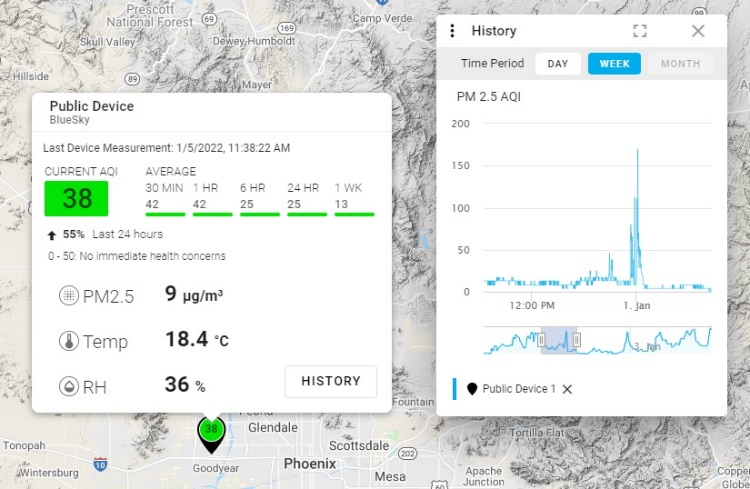 Prescott
National Forest
Camp Verde
Skull Valley
Dewey-Humboldt
169
Hillside
89
Mayer
Public Device
BlueSky
Last Device Measurement: 1/5/2022, 11:38:22 AM
CURRENT AQI
38
AVERAGE
30 MIN 1 HR 6 HR 24 HR 1 WK
42 42 25 25 13
55% Last 24 hours
0 - 50: No immediate health concerns
PM2.5 9 µg/m³
Temp 18.4 °C
RH 36 %
HISTORY
38
Glendale
Fountain
Tonopah
Scottsdale
202
Wintersburg
10
Goodyear
Phoenix
Mesa
60
Apache
Junction
Tortilla Flat
History
Time Period DAY WEEK MONTH
PM 2.5 AQI
200
150
100
50
0
12:00 PM 1. Jan
3. Jan
Public Device 1